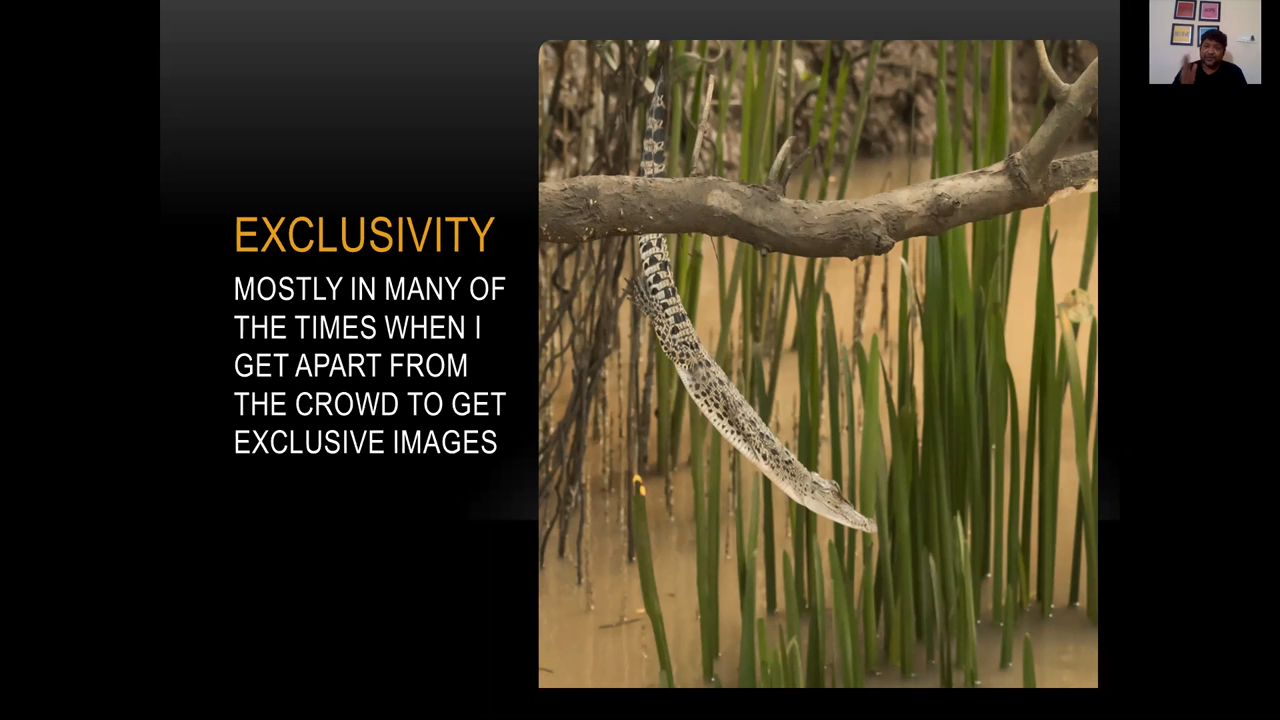 EXCLUSIVITY
MOSTLY IN MANY OF
THE TIMES WHEN I
GET APART FROM
THE CROWD TO GET
EXCLUSIVE IMAGES